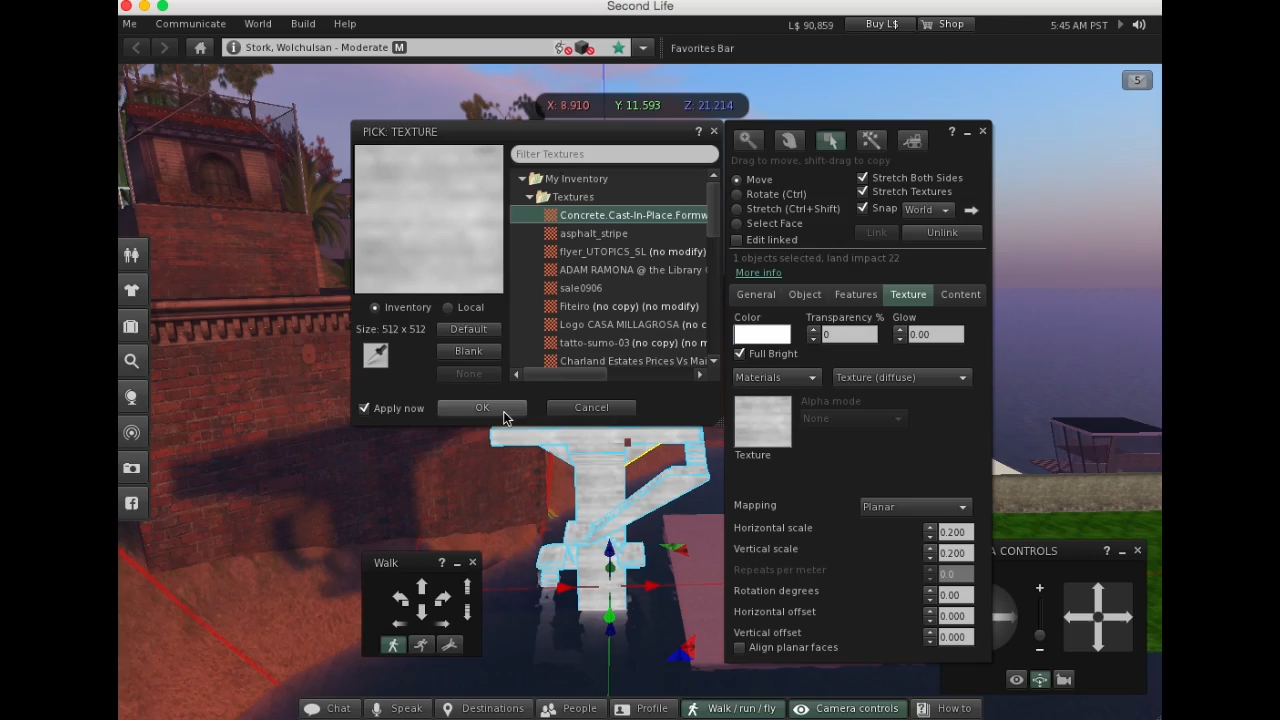 Second Life
Me Communicate World Build Help
L$ 90,859 Buy L$ Shop 5:45 AM PST
Stork, Wolchulsan - Moderate M Favorites Bar
5
X: 8.910 Y: 11.593 Z: 21.214
PICK: TEXTURE ? ×
Filter Textures
My Inventory
Textures
Concrete.Cast-In-Place.Formw
asphalt_stripe
flyer_UTOPICS_SL (no modify)
ADAM RAMONA @ the Library
sale0906
Fiteiro (no copy) (no modify)
Logo CASA MILLAGROSA (no c
tatto-sumo-03 (no copy) (no m
Charland Estates Prices Vs Mai
Inventory Local
Size: 512 x 512
Default
Blank
None
Apply now OK Cancel
Drag to move, shift-drag to copy
Move
Rotate (Ctrl)
Stretch (Ctrl+Shift)
Select Face
Edit linked
Stretch Both Sides
Stretch Textures
Snap World
Link Unlink
1 objects selected, land impact 22
More info
General Object Features Texture Content
Color Transparency % Glow
0 0.00
Full Bright
Materials Texture (diffuse)
Alpha mode
None
Texture
Mapping Planar
Horizontal scale 0.200
Vertical scale 0.200
Repeats per meter 0.0
Rotation degrees 0.00
Horizontal offset 0.000
Vertical offset 0.000
Align planar faces
Walk ?
A CONTROLS ?
Chat Speak Destinations People Profile Walk / run / fly Camera controls How to